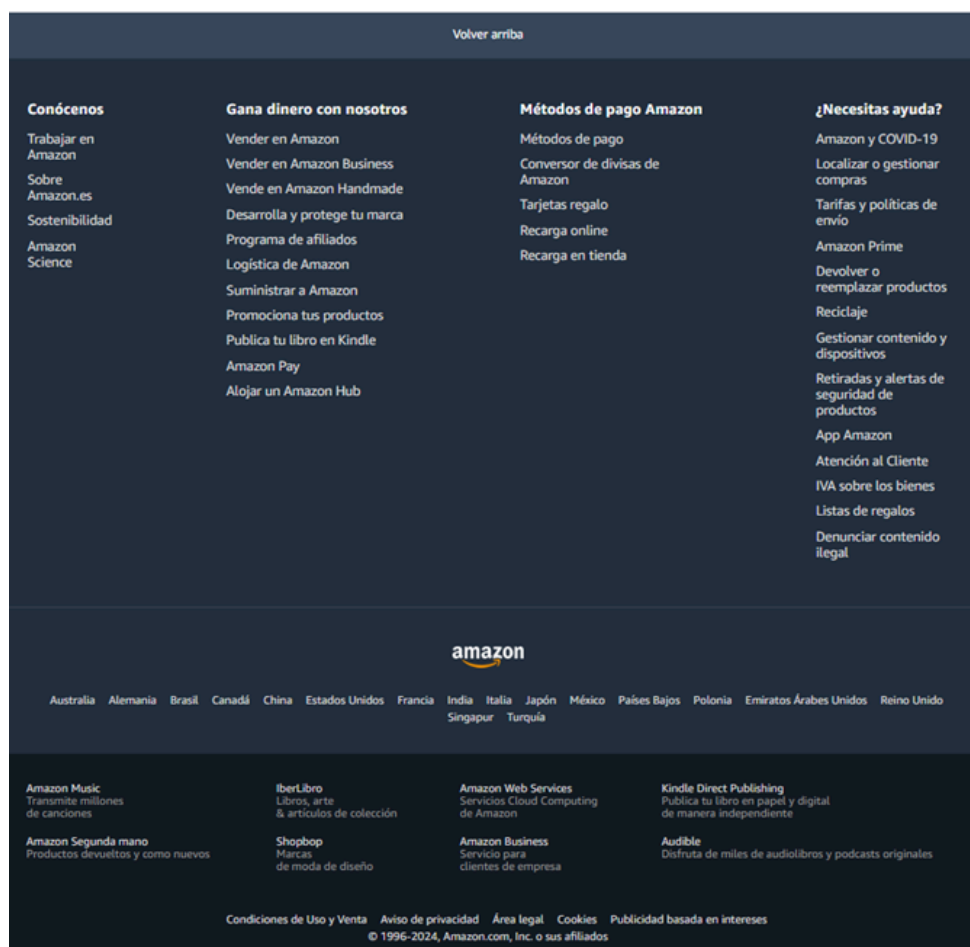 Volver arriba
Conócenos
Trabajar en
Amazon
Sobre
Amazon.es
Sostenibilidad
Amazon
Science
Gana dinero con nosotros
Vender en Amazon
Vender en Amazon Business
Vende en Amazon Handmade
Desarrolla y protege tu marca
Programa de afiliados
Logística de Amazon
Suministrar a Amazon
Promociona tus productos
Publica tu libro en Kindle
Amazon Pay
Alojar un Amazon Hub
Métodos de pago Amazon
Métodos de pago
Conversor de divisas de
Amazon
Tarjetas regalo
Recarga online
Recarga en tienda
¿Necesitas ayuda?
Amazon y COVID-19
Localizar o gestionar
compras
Tarifas y políticas de
envío
Amazon Prime
Devolver o
reemplazar productos
Reciclaje
Gestionar contenido y
dispositivos
Retiradas y alertas de
seguridad de
productos
App Amazon
Atención al Cliente
IVA sobre los bienes
Listas de regalos
Denunciar contenido
ilegal
amazon
Australia Alemania Brasil Canadá China Estados Unidos Francia India Italia Japón México Países Bajos Polonia Emiratos Árabes Unidos Reino Unido
Singapur Turquía
Amazon Music
Transmite millones
de canciones
IberLibro
Libros, arte
& artículos de colección
Amazon Web Services
Servicios Cloud Computing
de Amazon
Kindle Direct Publishing
Publica tu libro en papel y digital
de manera independiente
Amazon Segunda mano
Productos devueltos y como nuevos
Shopbop
Marcas
de moda de diseño
Amazon Business
Servicio para
clientes de empresa
Audible
Disfruta de miles de audiolibros y podcasts originales
Condiciones de Uso y Venta Aviso de privacidad Área legal Cookies Publicidad basada en intereses
© 1996-2024, Amazon.com, Inc. o sus afiliados